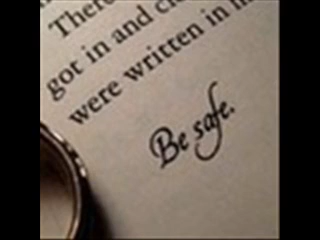 There
got in and
were written in
Be safe.